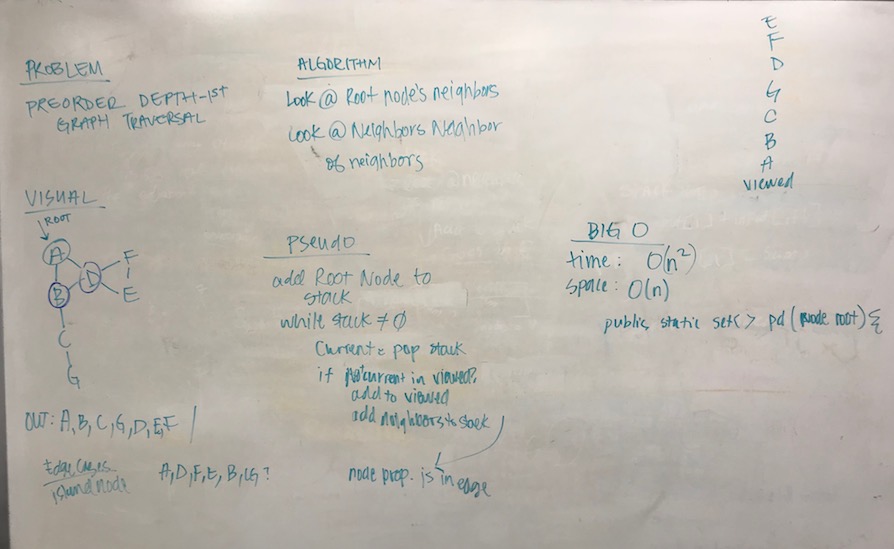 PROBLEM
PREORDER DEPTH-1st
GRAPH TRAVERSAL
VISUAL
ROOT
A
D
F
E
B
C
G
OUT: A, B, C, G, D, E, F
Edge Cases
island node
A, D, F, E, B, C, G ?
ALGORITHM
Look @ Root node's neighbors
Look @ Neighbors Neighbor
of neighbors
PSEUDO
add Root Node to
stack
while stack ≠ 0
Current = pop stack
if not current in viewed?
add to viewed
add neighbors to stack
node prop. is in edge
BIG O
time: O(n²)
space: O(n)
public static set<> pd (Node root) {
E
F
D
G
C
B
A
viewed